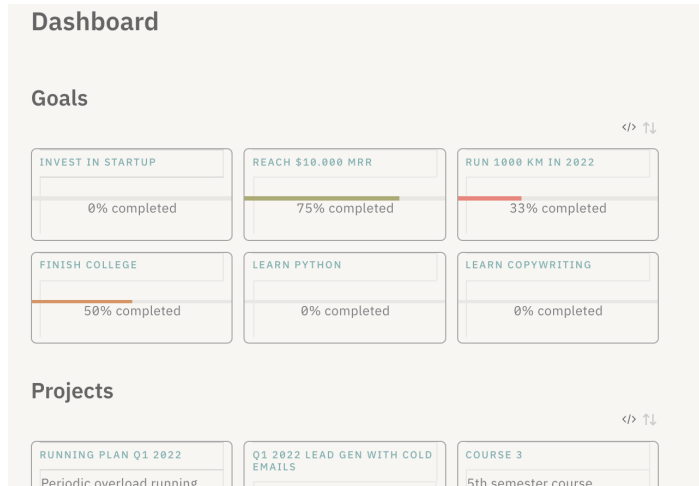 Dashboard
Goals
</>
INVEST IN STARTUP
REACH $10.000 MRR
RUN 1000 KM IN 2022
0% completed
75% completed
33% completed
FINISH COLLEGE
LEARN PYTHON
LEARN COPYWRITING
50% completed
0% completed
0% completed
Projects
</>
RUNNING PLAN Q1 2022
Q1 2022 LEAD GEN WITH COLD
EMAILS
COURSE 3
Periodic overload running
5th semester course